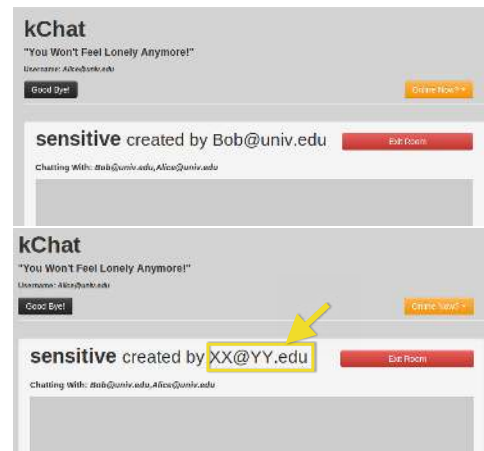 kChat
"You Won't Feel Lonely Anymore!"
Username: Alice@univ.edu
Good Bye!
Online Now?
sensitive created by Bob@univ.edu
Exit Room
Chatting With: Bob@univ.edu,Alice@univ.edu
kChat
"You Won't Feel Lonely Anymore!"
Username: Alice@univ.edu
Good Bye!
Online Now?
sensitive created by XX@YY.edu
Exit Room
Chatting With: Bob@univ.edu,Alice@univ.edu